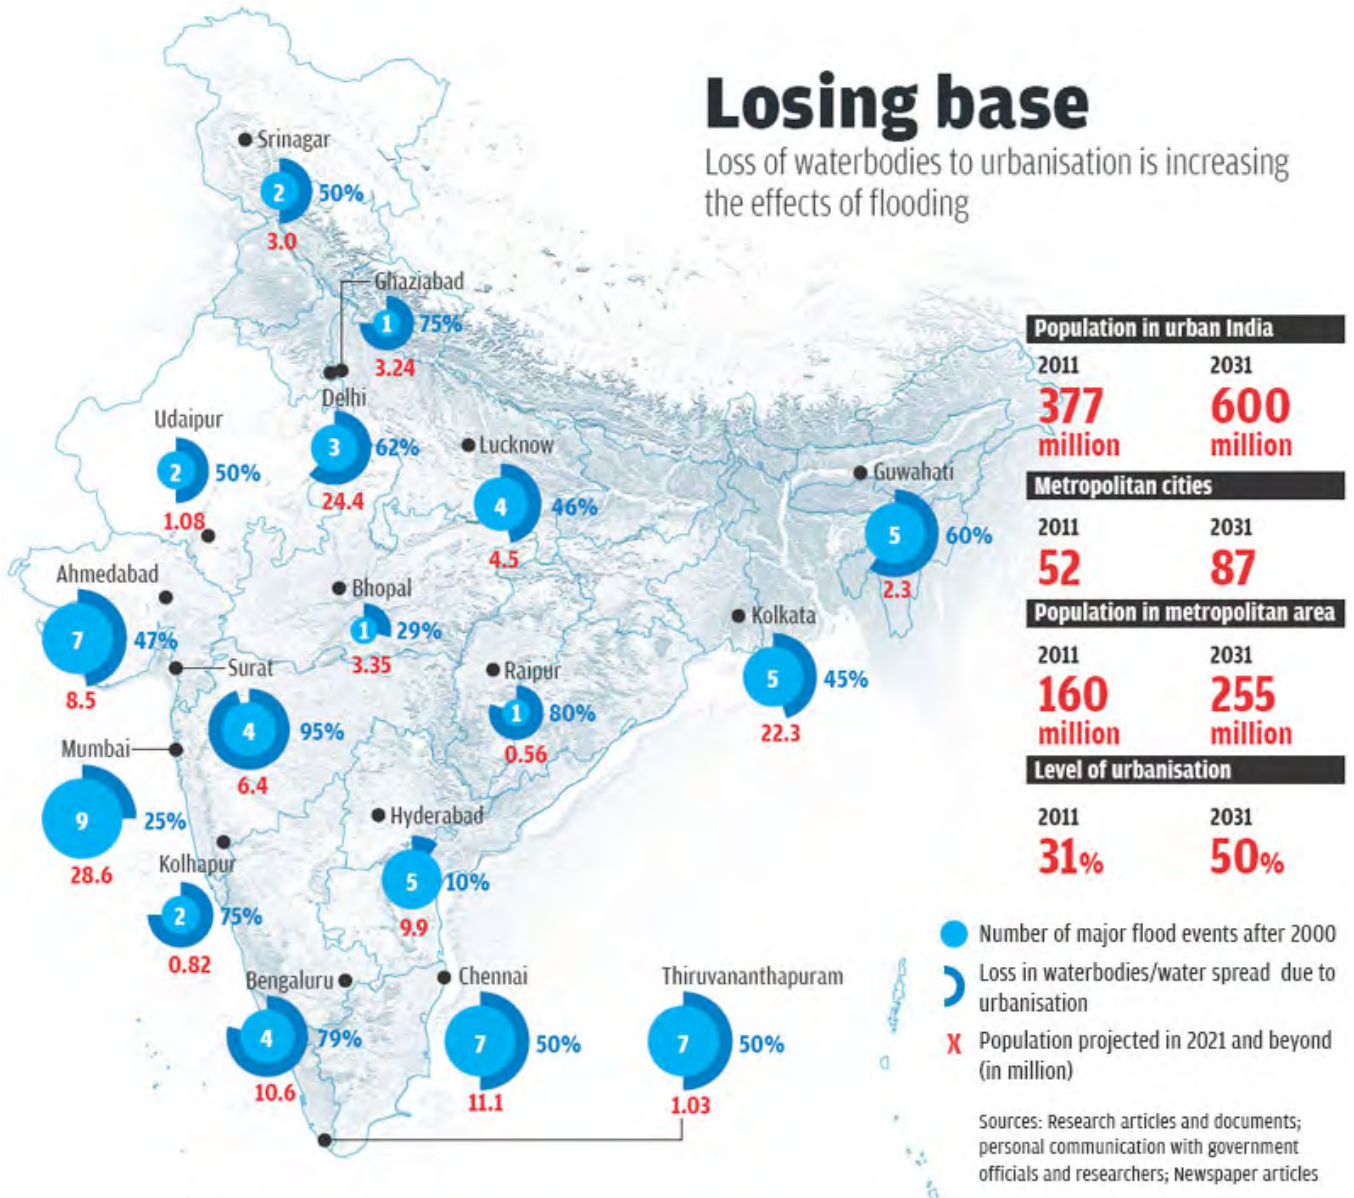 Losing base
Loss of waterbodies to urbanisation is increasing
the effects of flooding
Srinagar
2
50%
3.0
Ghaziabad
1
75%
3.24
Delhi
3
62%
24.4
Udaipur
2
50%
1.08
Lucknow
4
46%
4.5
Guwahati
5
60%
2.3
Ahmedabad
7
47%
8.5
Bhopal
1
29%
3.35
Kolkata
5
45%
22.3
Surat
4
95%
6.4
Raipur
1
80%
0.56
Mumbai
9
25%
28.6
Hyderabad
5
10%
9.9
Kolhapur
2
75%
0.82
Bengaluru
4
79%
10.6
Chennai
7
50%
11.1
Thiruvananthapuram
7
50%
1.03
Population in urban India
2011 2031
377 600
million million
Metropolitan cities
2011 2031
52 87
Population in metropolitan area
2011 2031
160 255
million million
Level of urbanisation
2011 2031
31% 50%
Number of major flood events after 2000
Loss in waterbodies/water spread due to
urbanisation
X Population projected in 2021 and beyond
(in million)
Sources: Research articles and documents;
personal communication with government
officials and researchers; Newspaper articles